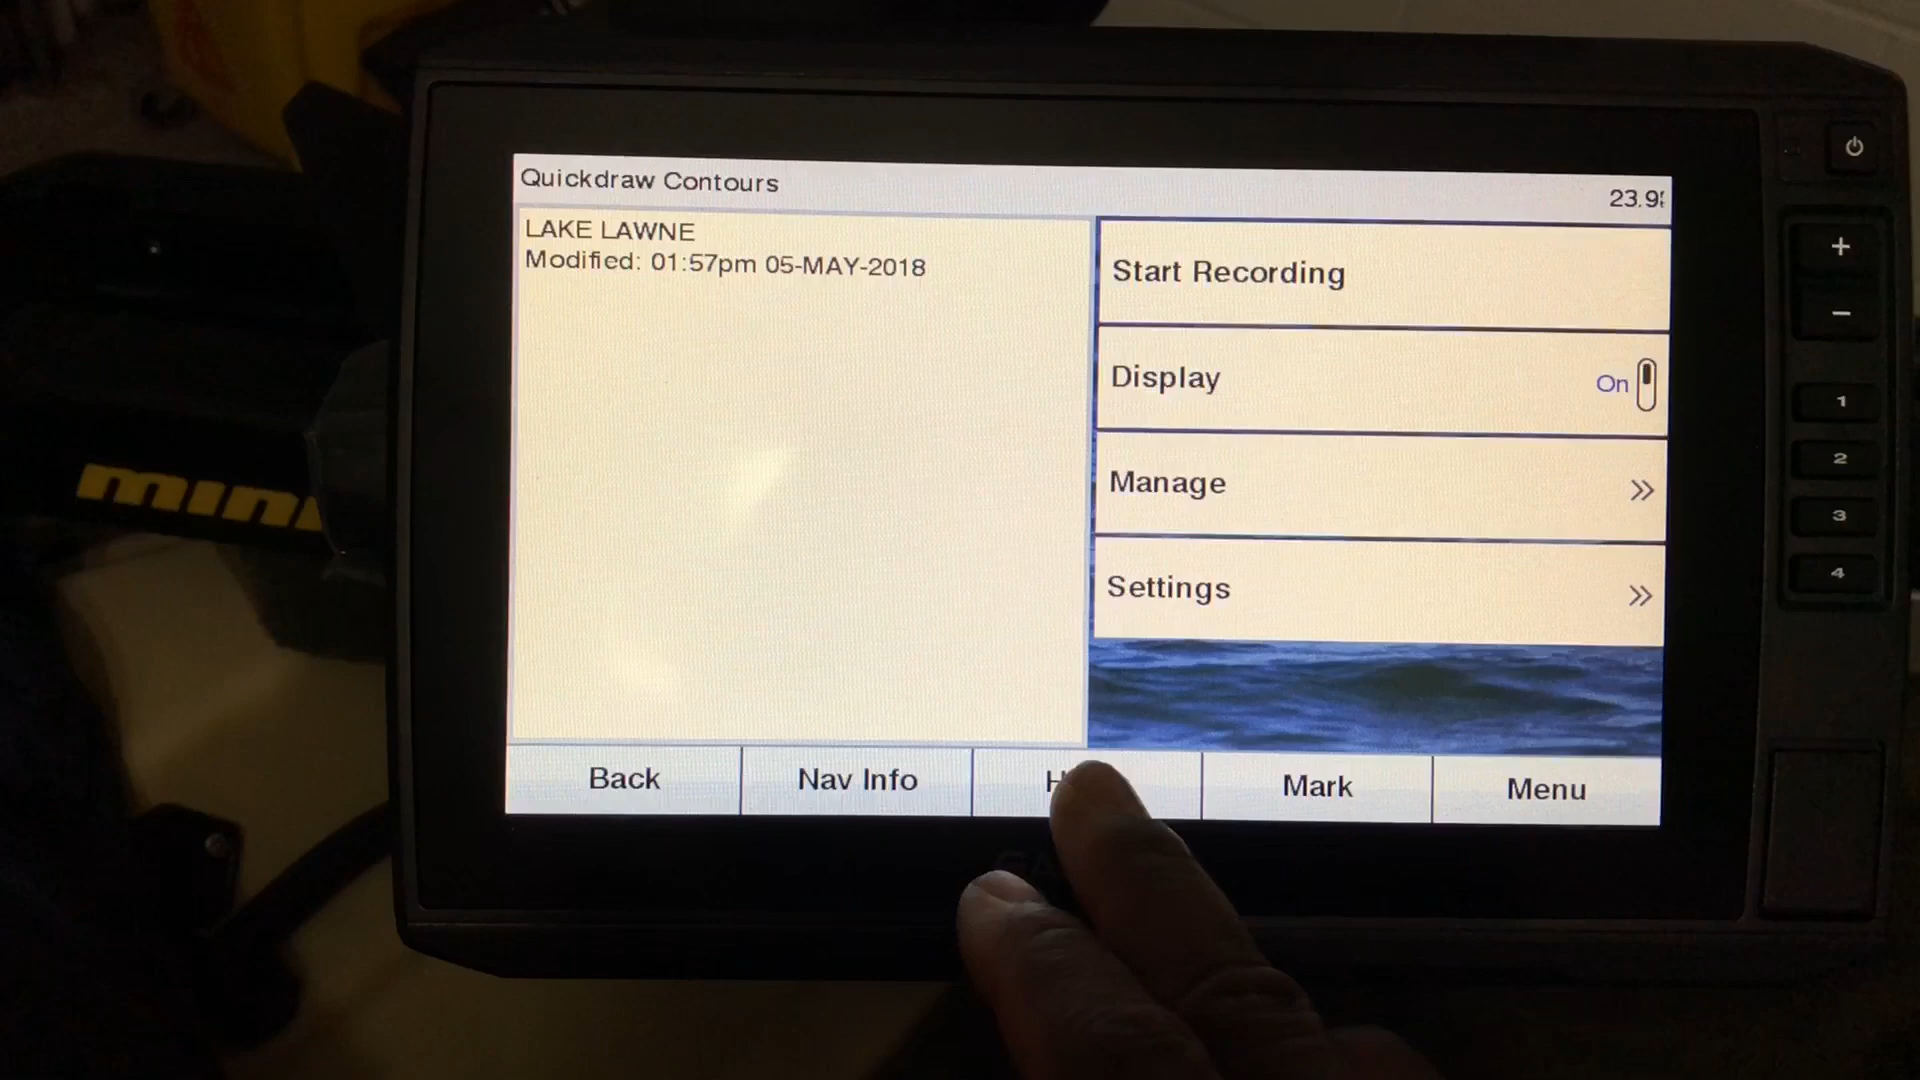 Quickdraw Contours
23.9
LAKE LAWNE
Modified: 01:57pm 05-MAY-2018
Start Recording
Display
On
Manage
Settings
Back
Nav Info
Mark
Menu
+
-
1
2
3
4